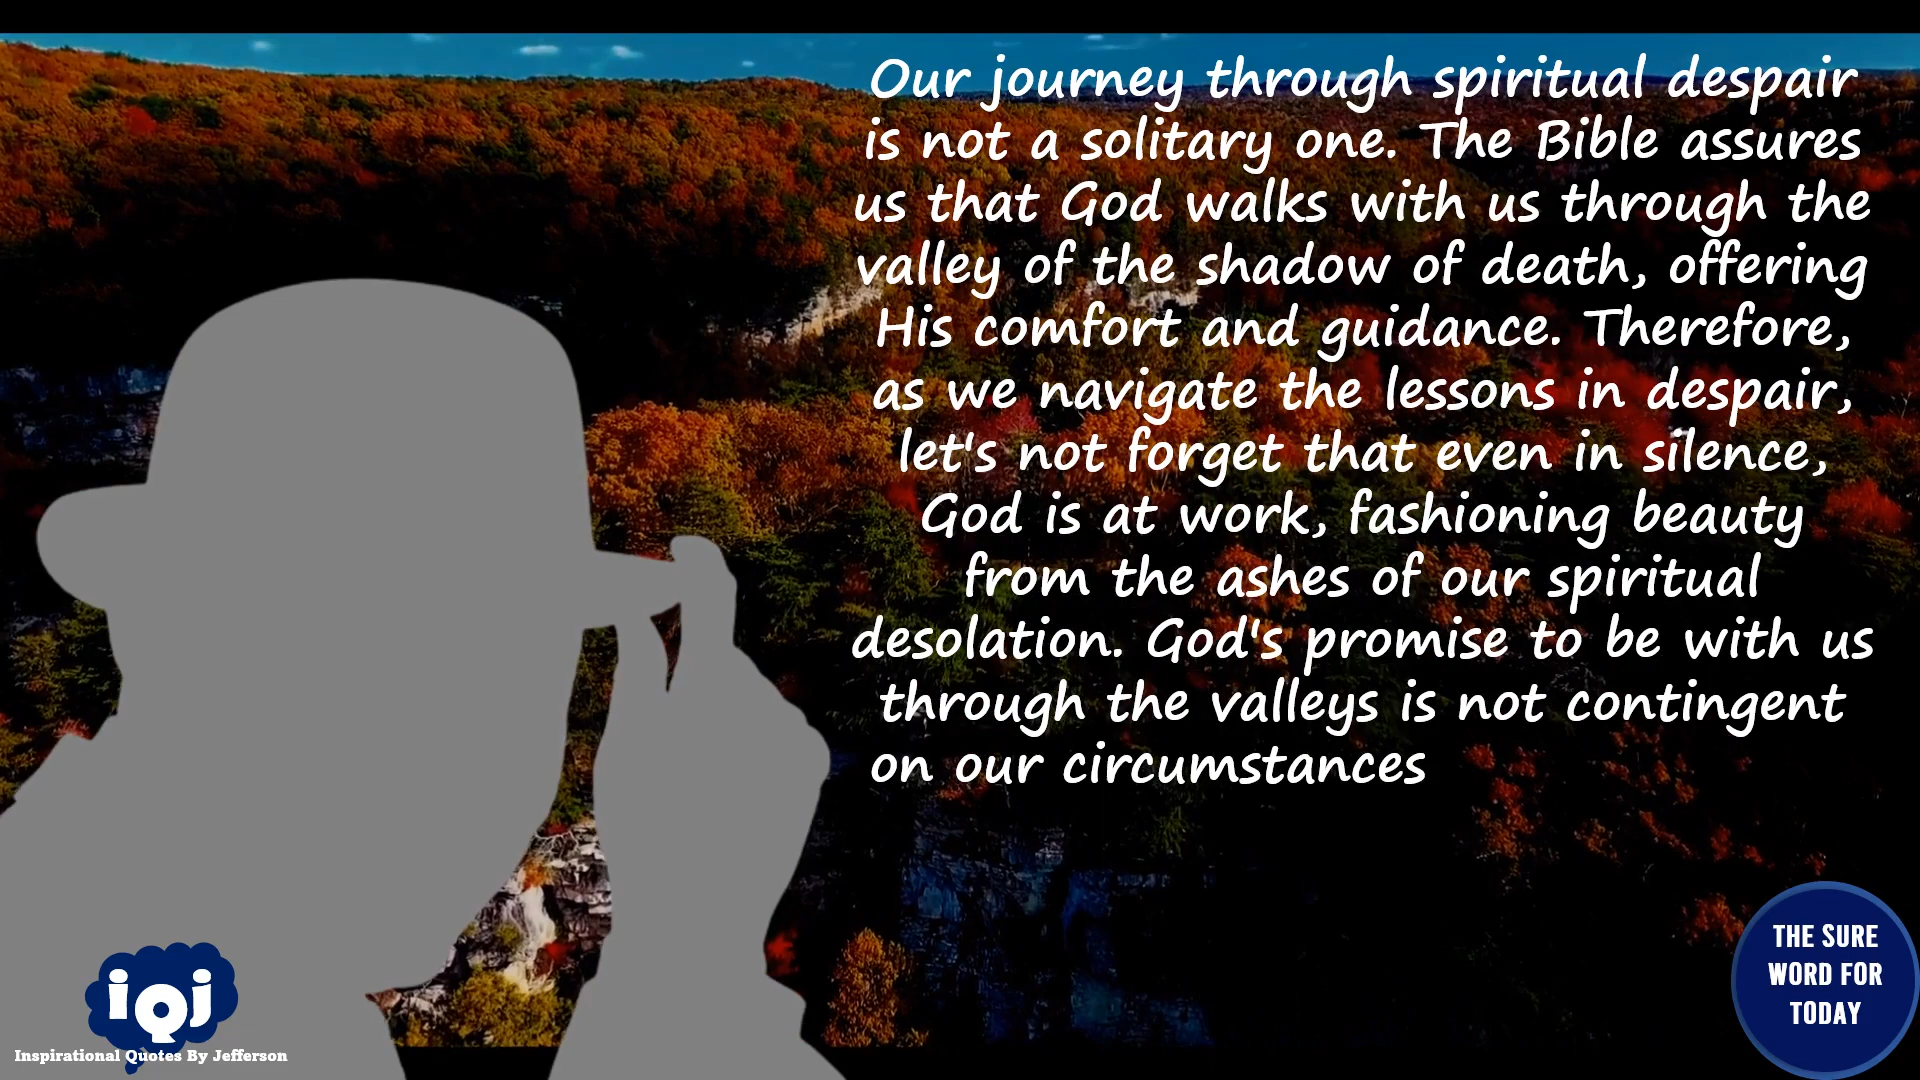 Our journey through spiritual despair
is not a solitary one. The Bible assures
us that God walks with us through the
valley of the shadow of death, offering
His comfort and guidance. Therefore,
as we navigate the lessons in despair,
let's not forget that even in silence,
God is at work, fashioning beauty
from the ashes of our spiritual
desolation. God's promise to be with us
through the valleys is not contingent
on our circumstances
THE SURE
WORD FOR
TODAY
iQj
Inspirational Quotes By Jefferson